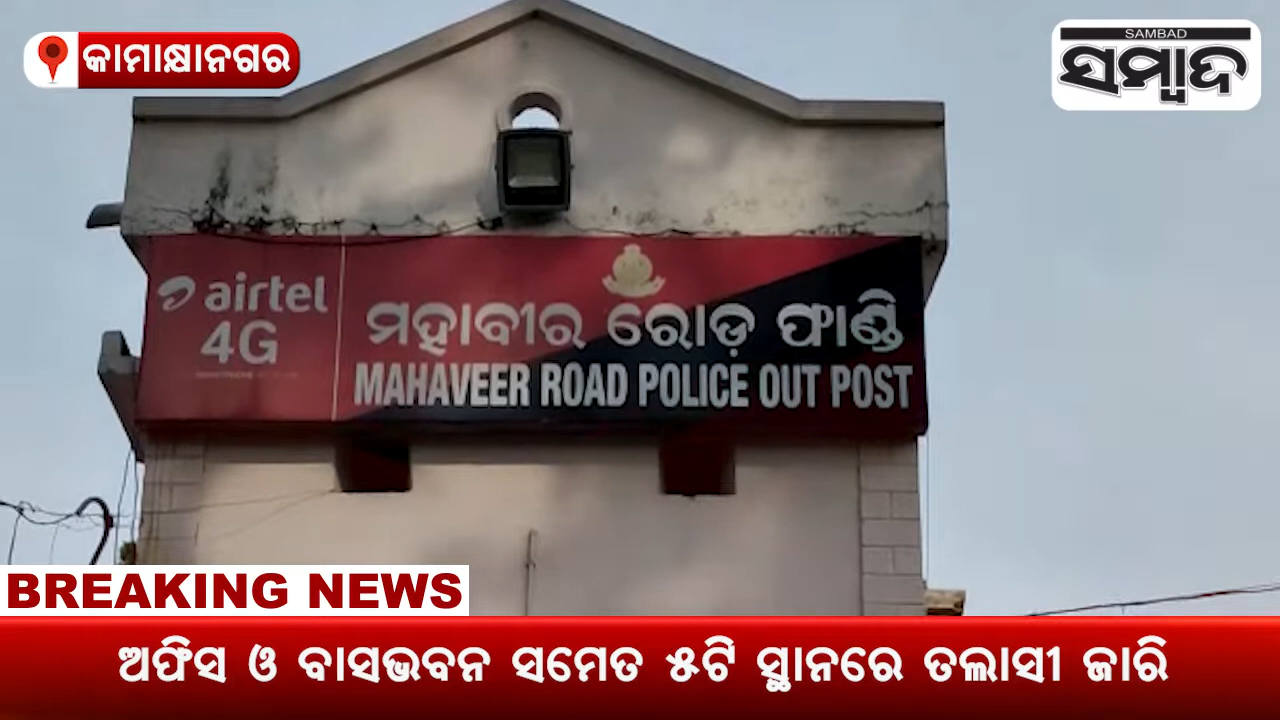 କାମାକ୍ଷାନଗର
SAMBAD
ସମ୍ବାଦ
airtel
4G
ମହାବୀର ରୋଡ଼ ଫାଣ୍ଡି
MAHAVEER ROAD POLICE OUT POST
BREAKING NEWS
ଅଫିସ ଓ ବାସଭବନ ସମେତ ୫ଟି ସ୍ଥାନରେ ତଲାସୀ ଜାରି